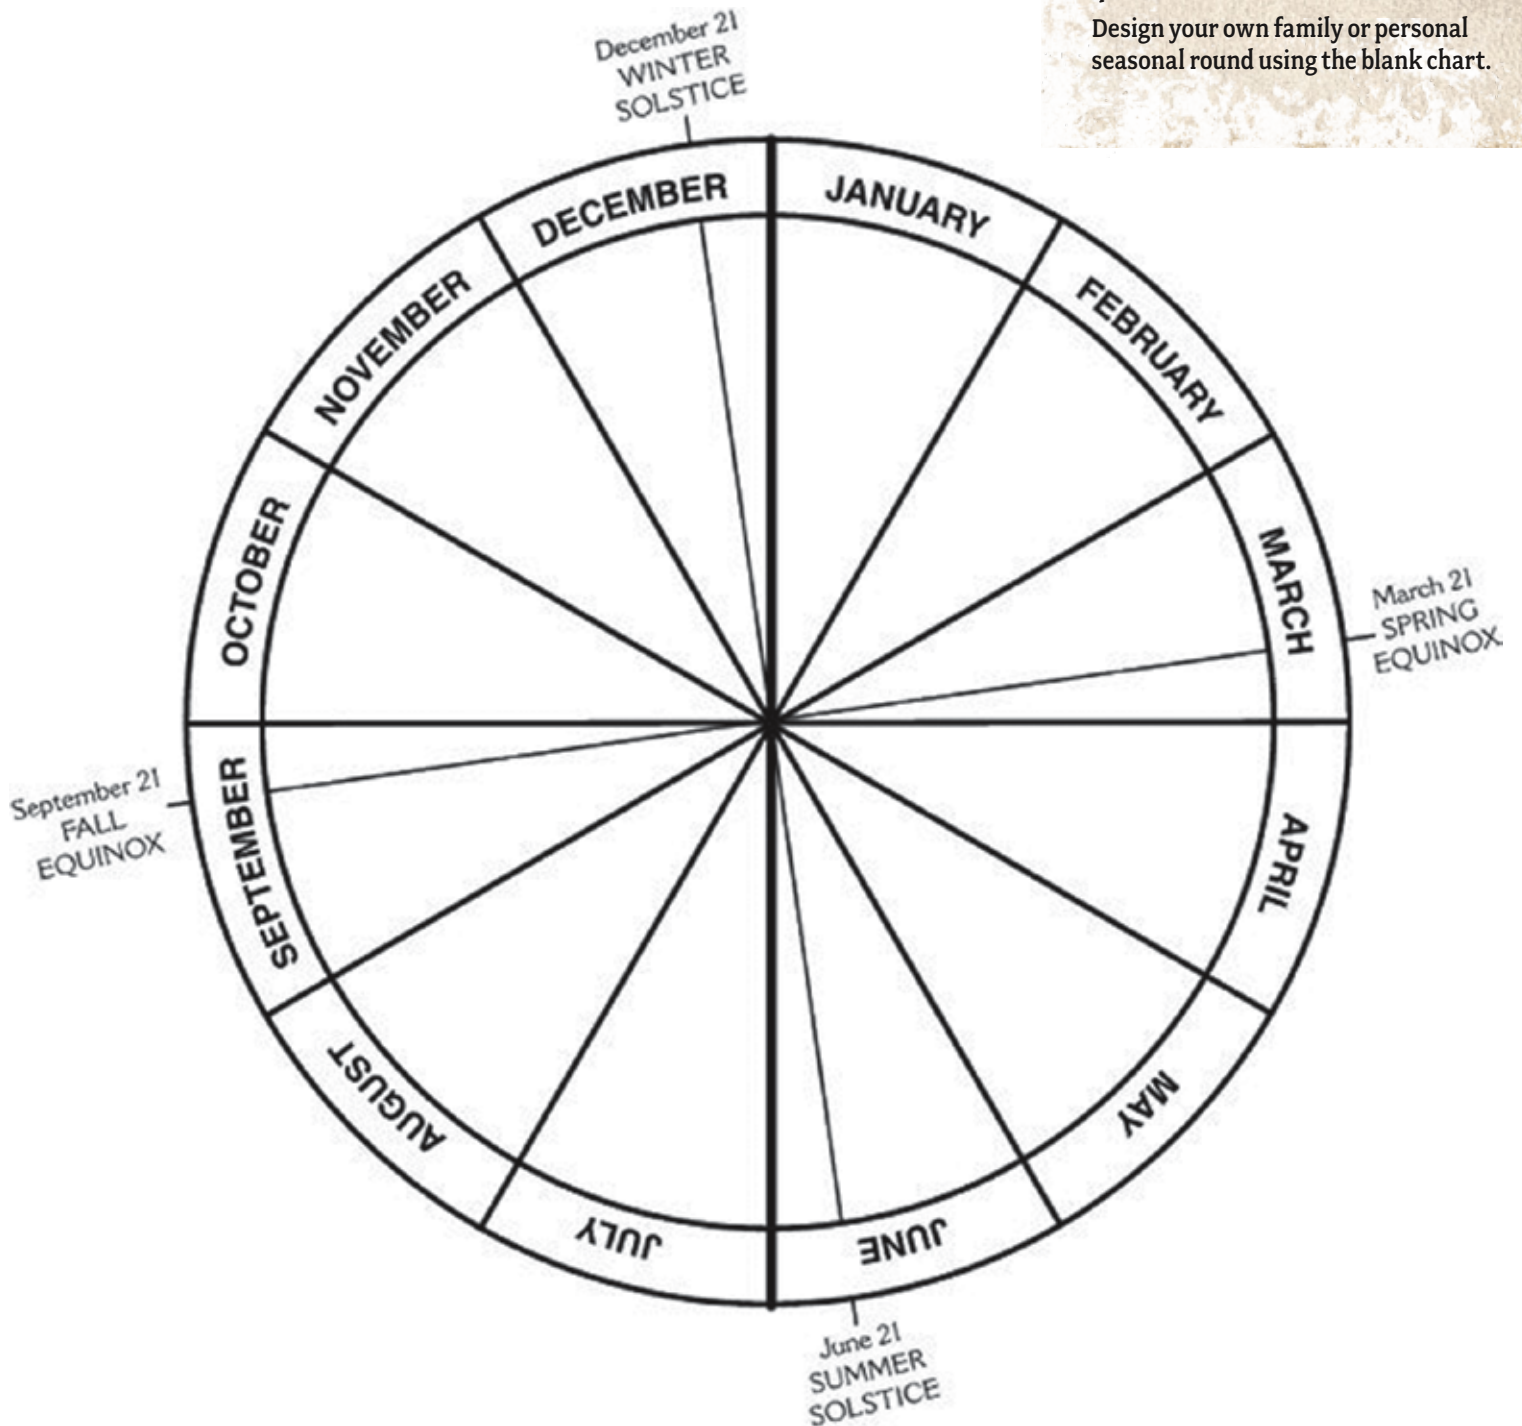 Design your own family or personal
seasonal round using the blank chart.
December 21
WINTER
SOLSTICE
JANUARY
FEBRUARY
MARCH
March 21
SPRING
EQUINOX
APRIL
MAY
JUNE
June 21
SUMMER
SOLSTICE
JULY
AUGUST
SEPTEMBER
September 21
FALL
EQUINOX
OCTOBER
NOVEMBER
DECEMBER